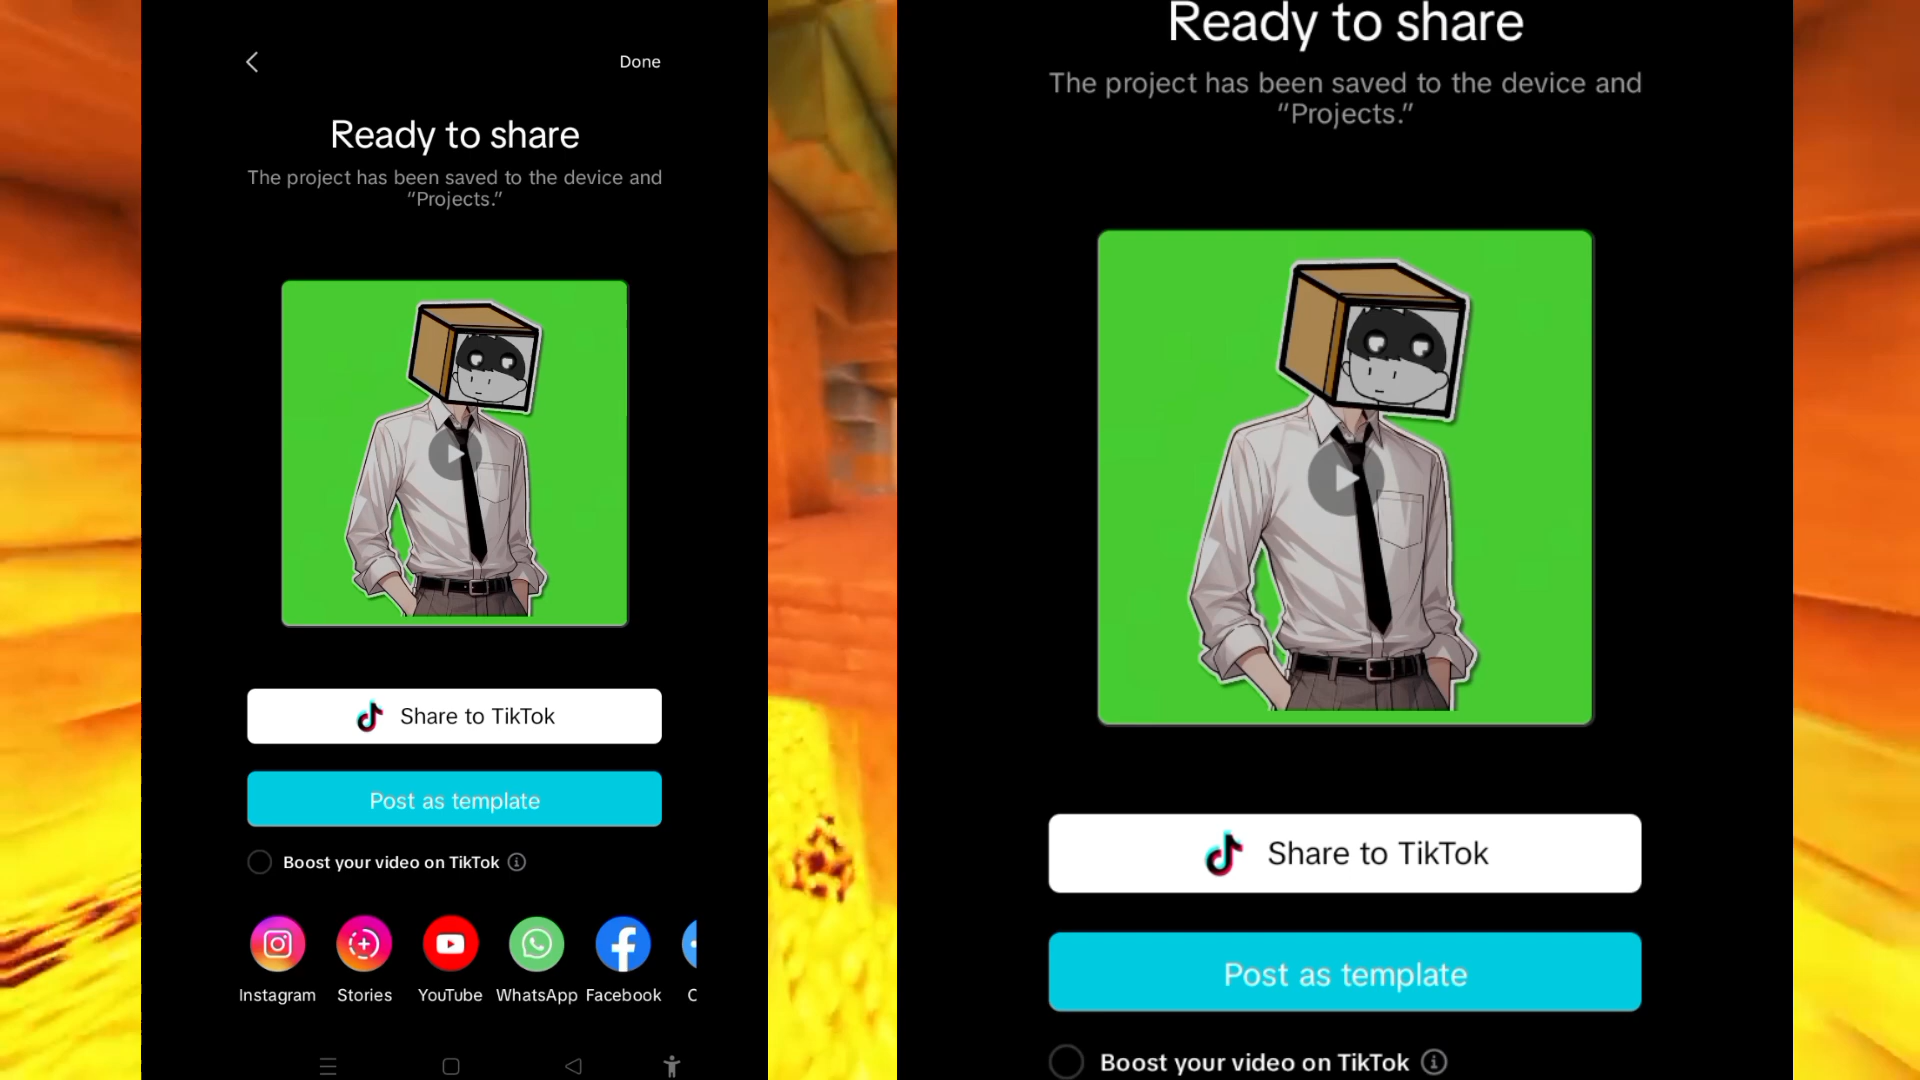 Done
Ready to share
The project has been saved to the device and
“Projects.”
Share to TikTok
Post as template
Boost your video on TikTok
Instagram
Stories
YouTube
WhatsApp
Facebook
Ready to share
The project has been saved to the device and
“Projects.”
Share to TikTok
Post as template
Boost your video on TikTok